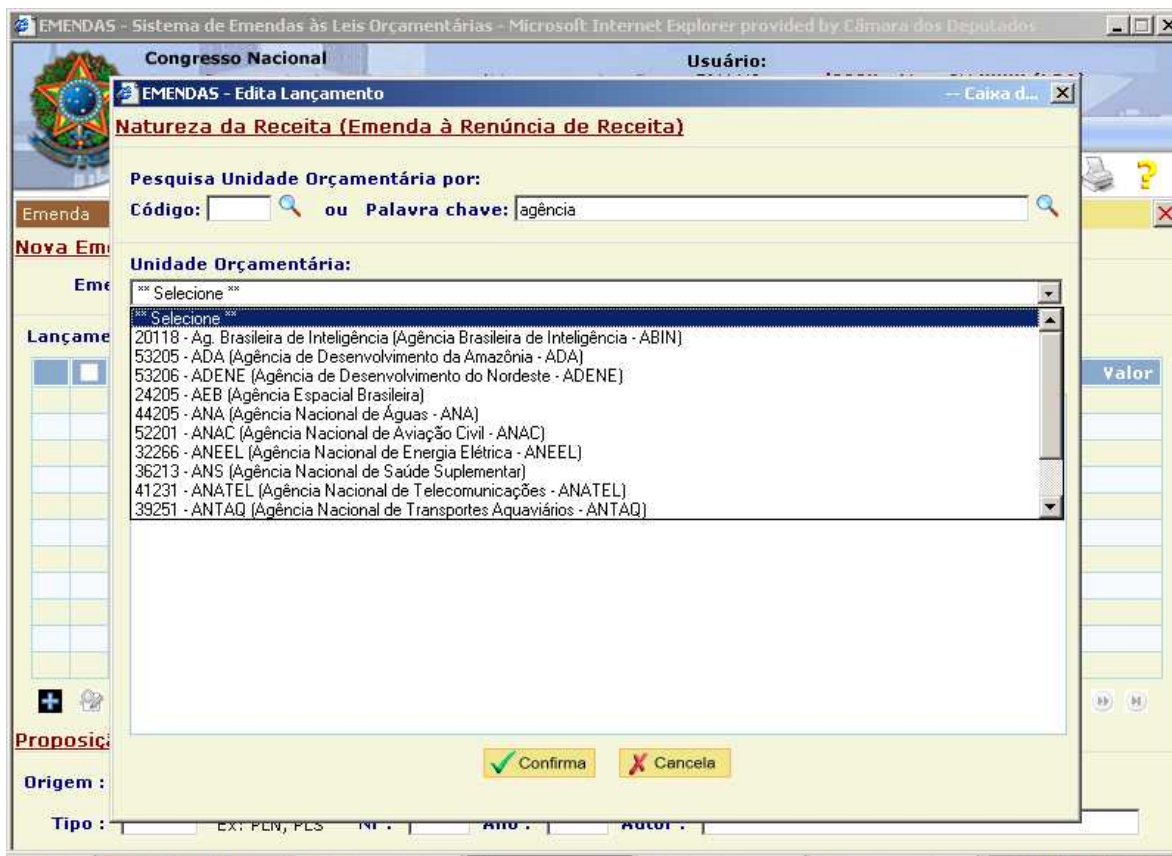 EMENDAS - Sistema de Emendas às Leis Orçamentárias - Microsoft Internet Explorer provided by Câmara dos Deputados
Congresso Nacional
Usuário:
EMENDAS - Edita Lançamento
-- Caixa d...
Natureza da Receita (Emenda à Renúncia de Receita)
Pesquisa Unidade Orçamentária por:
Código: ou Palavra chave: agência
Emenda
Nova Em
Eme
Unidade Orçamentária:
** Selecione **
** Selecione **
20118 - Ag. Brasileira de Inteligência (Agência Brasileira de Inteligência - ABIN)
53205 - ADA (Agência de Desenvolvimento da Amazônia - ADA)
53206 - ADENE (Agência de Desenvolvimento do Nordeste - ADENE)
24205 - AEB (Agência Espacial Brasileira)
44205 - ANA (Agência Nacional de Águas - ANA)
52201 - ANAC (Agência Nacional de Aviação Civil - ANAC)
32266 - ANEEL (Agência Nacional de Energia Elétrica - ANEEL)
36213 - ANS (Agência Nacional de Saúde Suplementar)
41231 - ANATEL (Agência Nacional de Telecomunicações - ANATEL)
39251 - ANTAQ (Agência Nacional de Transportes Aquaviários - ANTAQ)
Lançame
Valor
Confirma
Cancela
Proposiçã
Origem :
Tipo : Ex: PLN, PLS Nr . Ano . Autor .